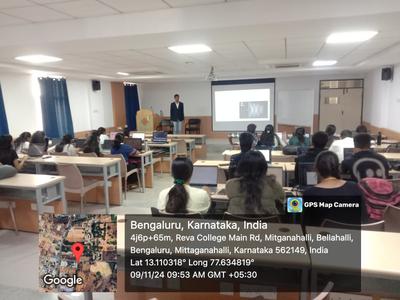 GPS Map Camera
Bengaluru, Karnataka, India
4j6p+65m, Reva College Main Rd, Mitganahalli, Bellahalli,
Bengaluru, Mittaganahalli, Karnataka 562149, India
Lat 13.110318° Long 77.634819°
09/11/24 09:53 AM GMT +05:30
Google